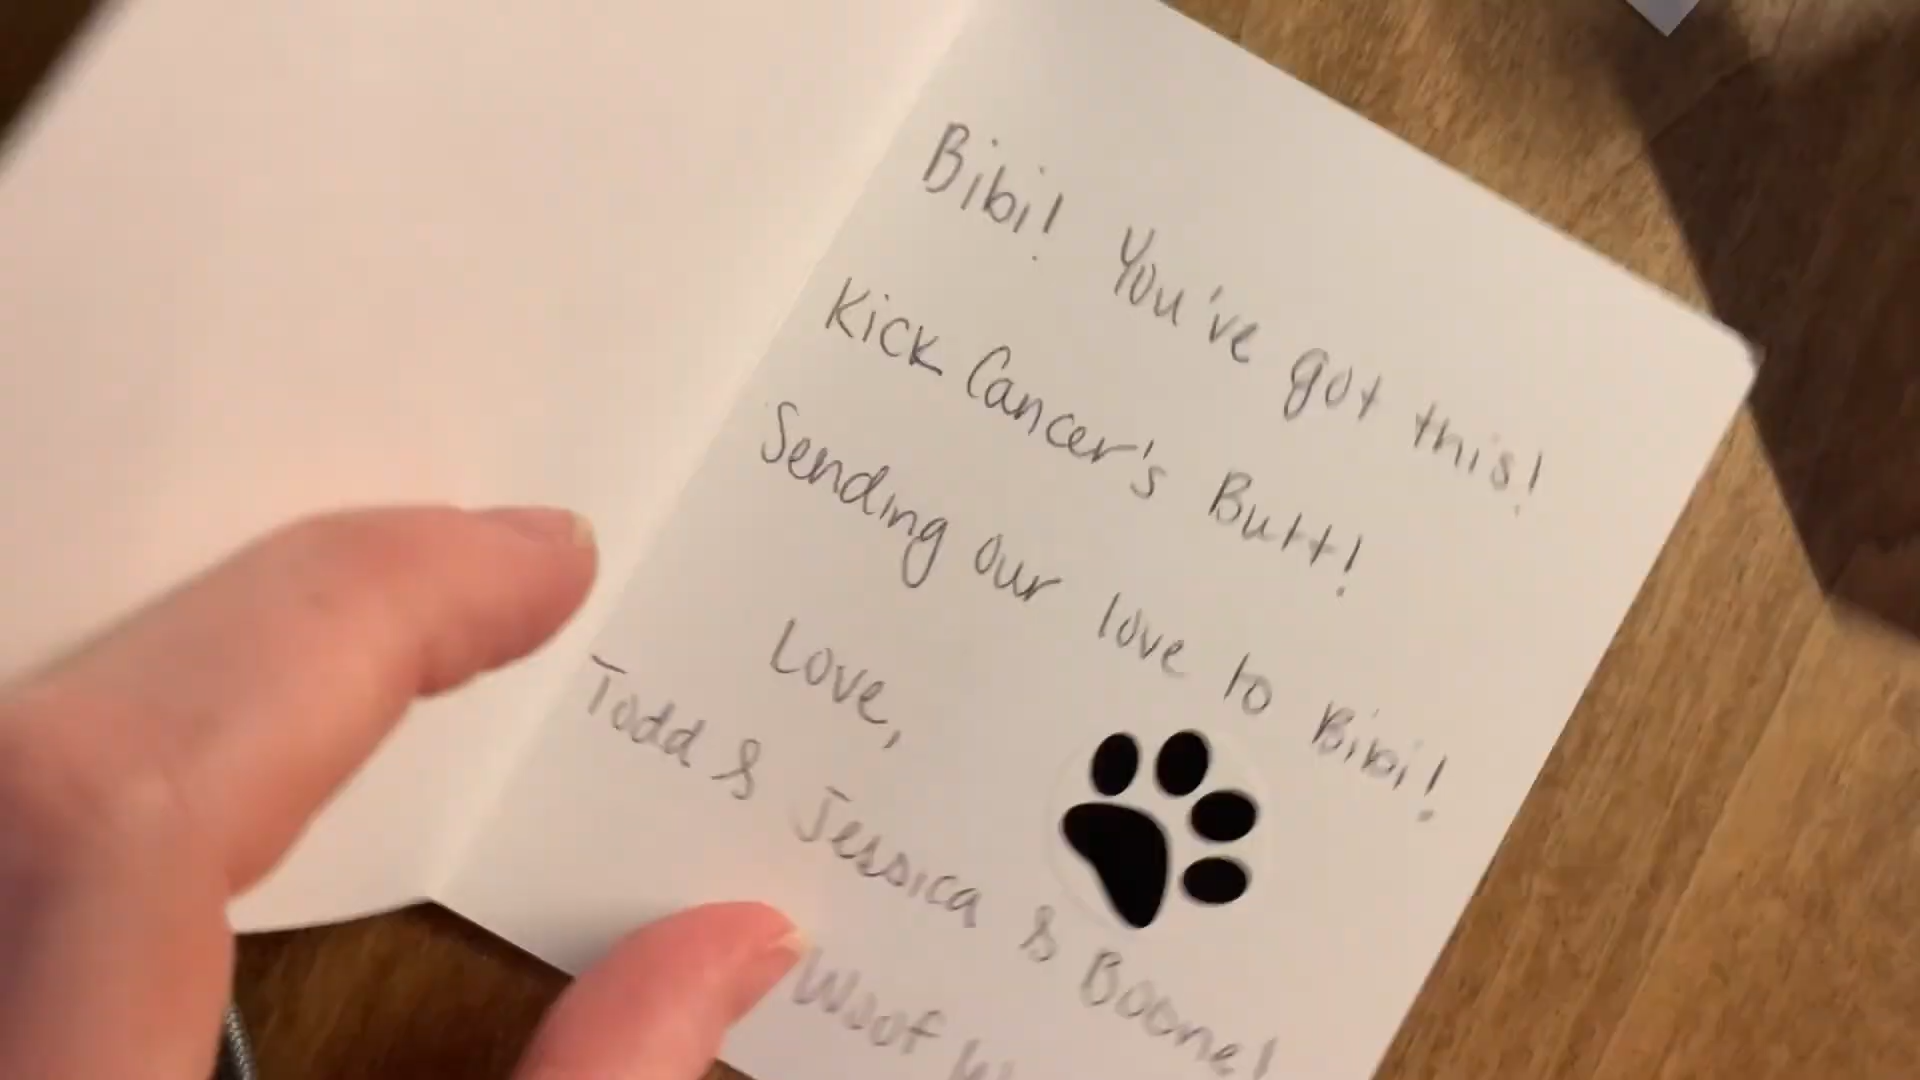 Bibi! You've got this!
Kick Cancer's Butt!
Sending our love to Bibi!
Love,
Todd & Jessica & Boone!
Woof